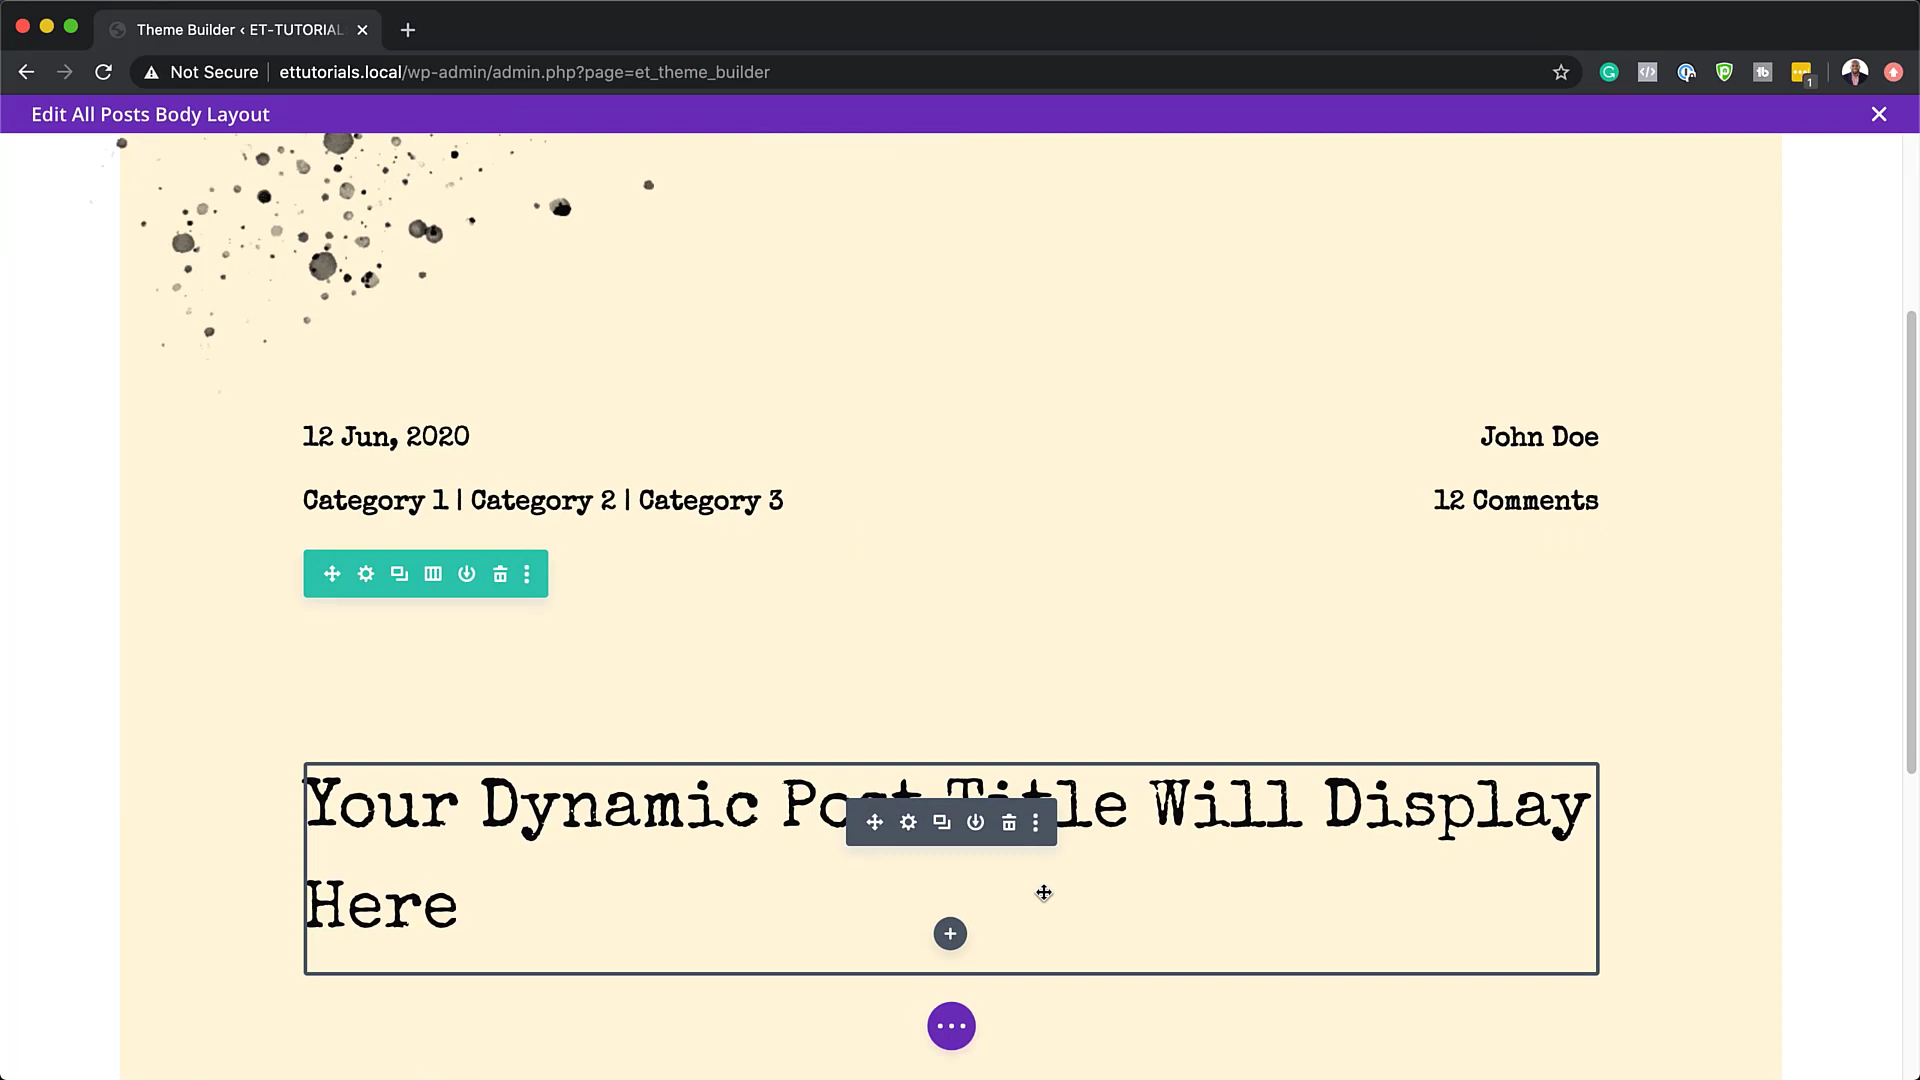 Theme Builder ‹ ET-TUTORIAL
Not Secure
ettutorials.local/wp-admin/admin.php?page=et_theme_builder
1
Edit All Posts Body Layout
12 Jun, 2020
John Doe
Category 1 | Category 2 | Category 3
12 Comments
Your Dynamic Post Title Will Display
Here